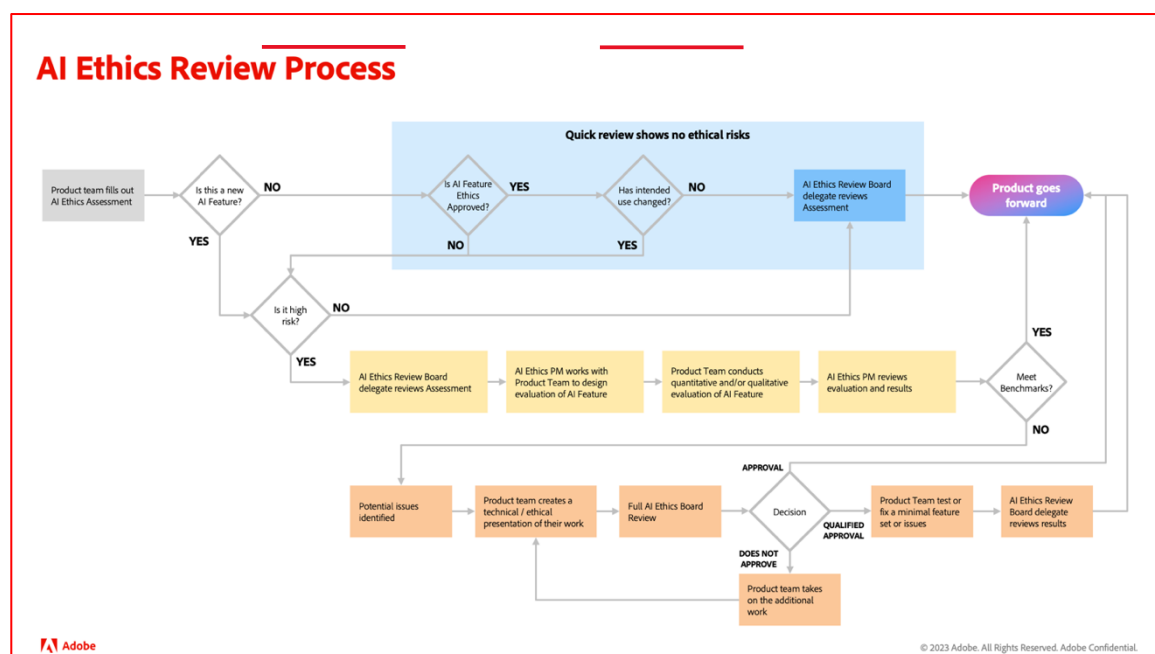 AI Ethics Review Process
Quick review shows no ethical risks
Product team fills out
AI Ethics Assessment
Is this a new
AI Feature?
NO
YES
Is AI Feature
Ethics
Approved?
YES
NO
Has intended
use changed?
NO
YES
AI Ethics Review Board
delegate reviews
Assessment
Product goes
forward
Is it high
risk?
NO
YES
AI Ethics Review Board
delegate reviews Assessment
AI Ethics PM works with
Product Team to design
evaluation of AI Feature
Product Team conducts
quantitative and/or qualitative
evaluation of AI Feature
AI Ethics PM reviews
evaluation and results
Meet
Benchmarks?
YES
NO
Potential issues
identified
Product team creates a
technical / ethical
presentation of their work
Full AI Ethics Board
Review
Decision
APPROVAL
QUALIFIED
APPROVAL
DOES NOT
APPROVE
Product Team test or
fix a minimal feature
set or issues
AI Ethics Review
Board delegate
reviews results
Product team takes
on the additional
work
Adobe
© 2023 Adobe. All Rights Reserved. Adobe Confidential.